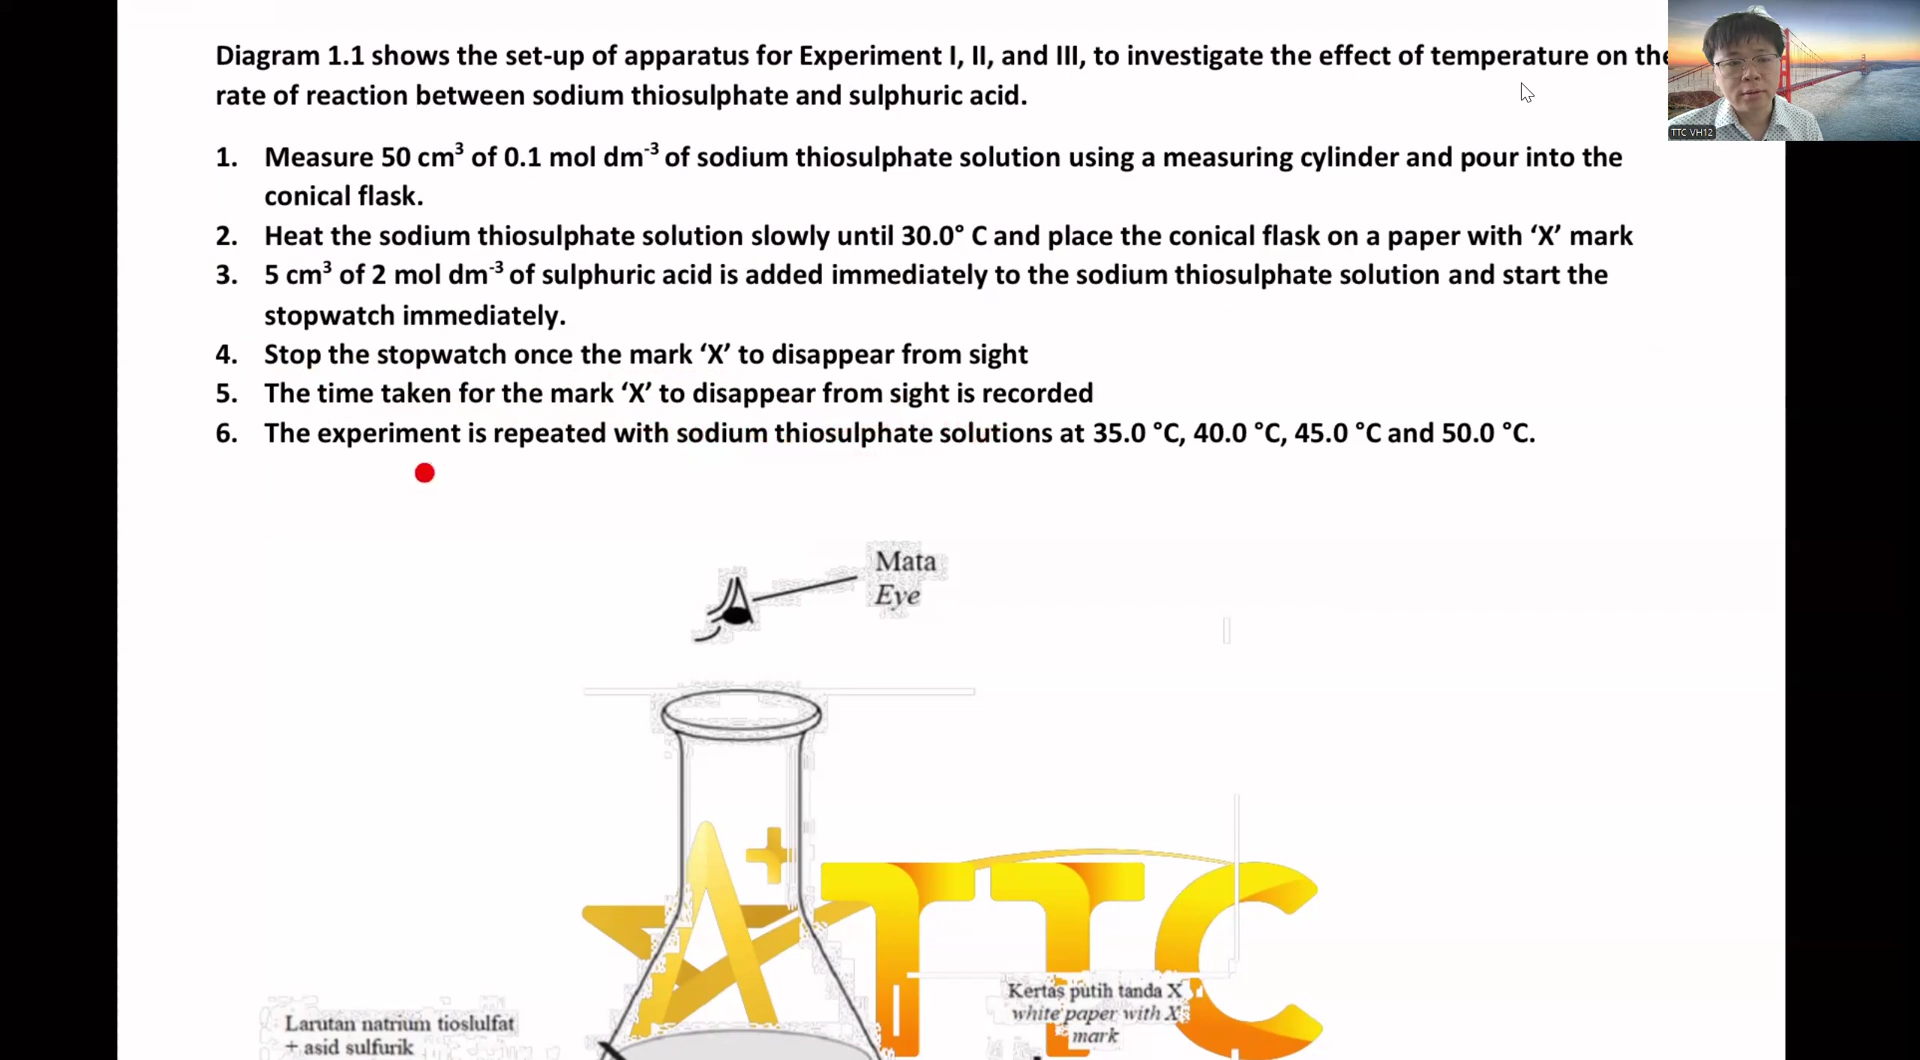 Diagram 1.1 shows the set-up of apparatus for Experiment I, II, and III, to investigate the effect of temperature on the
rate of reaction between sodium thiosulphate and sulphuric acid.
TTC VH12
1. Measure 50 cm³ of 0.1 mol dm⁻³ of sodium thiosulphate solution using a measuring cylinder and pour into the
conical flask.
2. Heat the sodium thiosulphate solution slowly until 30.0° C and place the conical flask on a paper with ‘X’ mark
3. 5 cm³ of 2 mol dm⁻³ of sulphuric acid is added immediately to the sodium thiosulphate solution and start the
stopwatch immediately.
4. Stop the stopwatch once the mark ‘X’ to disappear from sight
5. The time taken for the mark ‘X’ to disappear from sight is recorded
6. The experiment is repeated with sodium thiosulphate solutions at 35.0 °C, 40.0 °C, 45.0 °C and 50.0 °C.
Mata
Eye
A+ TTC
Kertas putih tanda X
white paper with X
mark
Larutan natrium tioslulfat
+ asid sulfurik